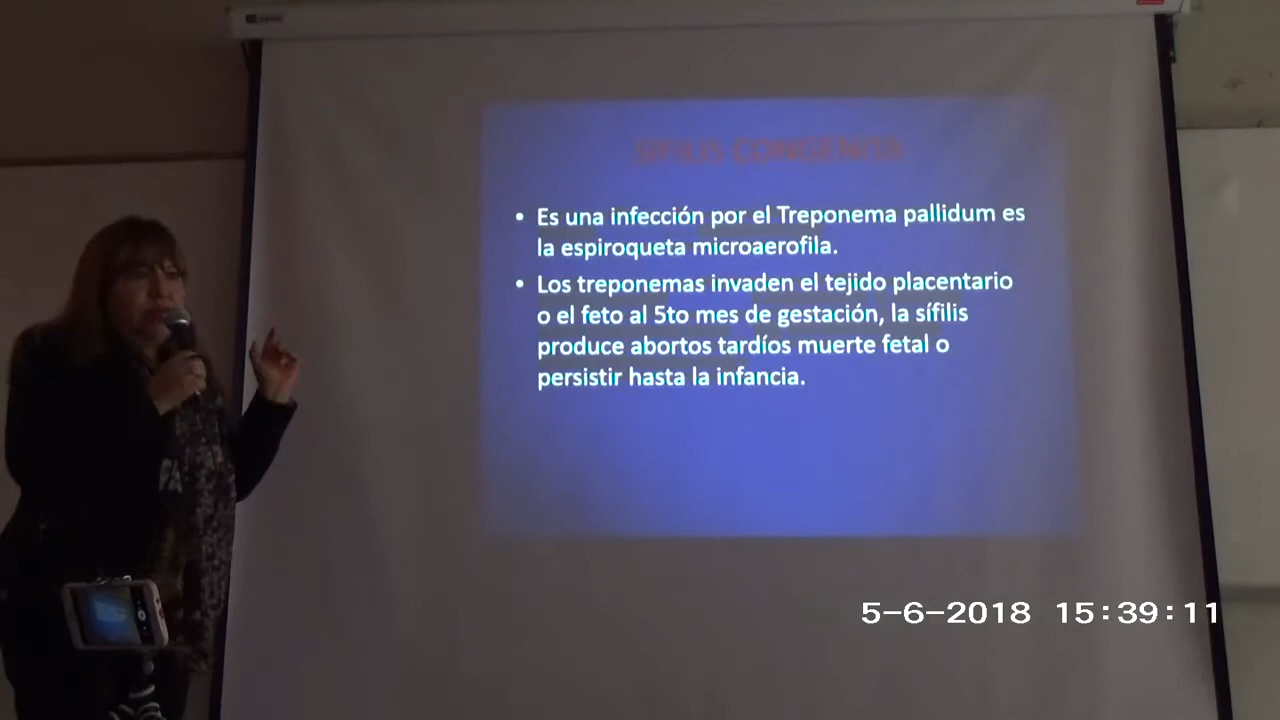 SÍFILIS CONGENITA
• Es una infección por el Treponema pallidum es
la espiroqueta microaerofila.
• Los treponemas invaden el tejido placentario
o el feto al 5to mes de gestación, la sífilis
produce abortos tardíos muerte fetal o
persistir hasta la infancia.
5-6-2018 15:39:11